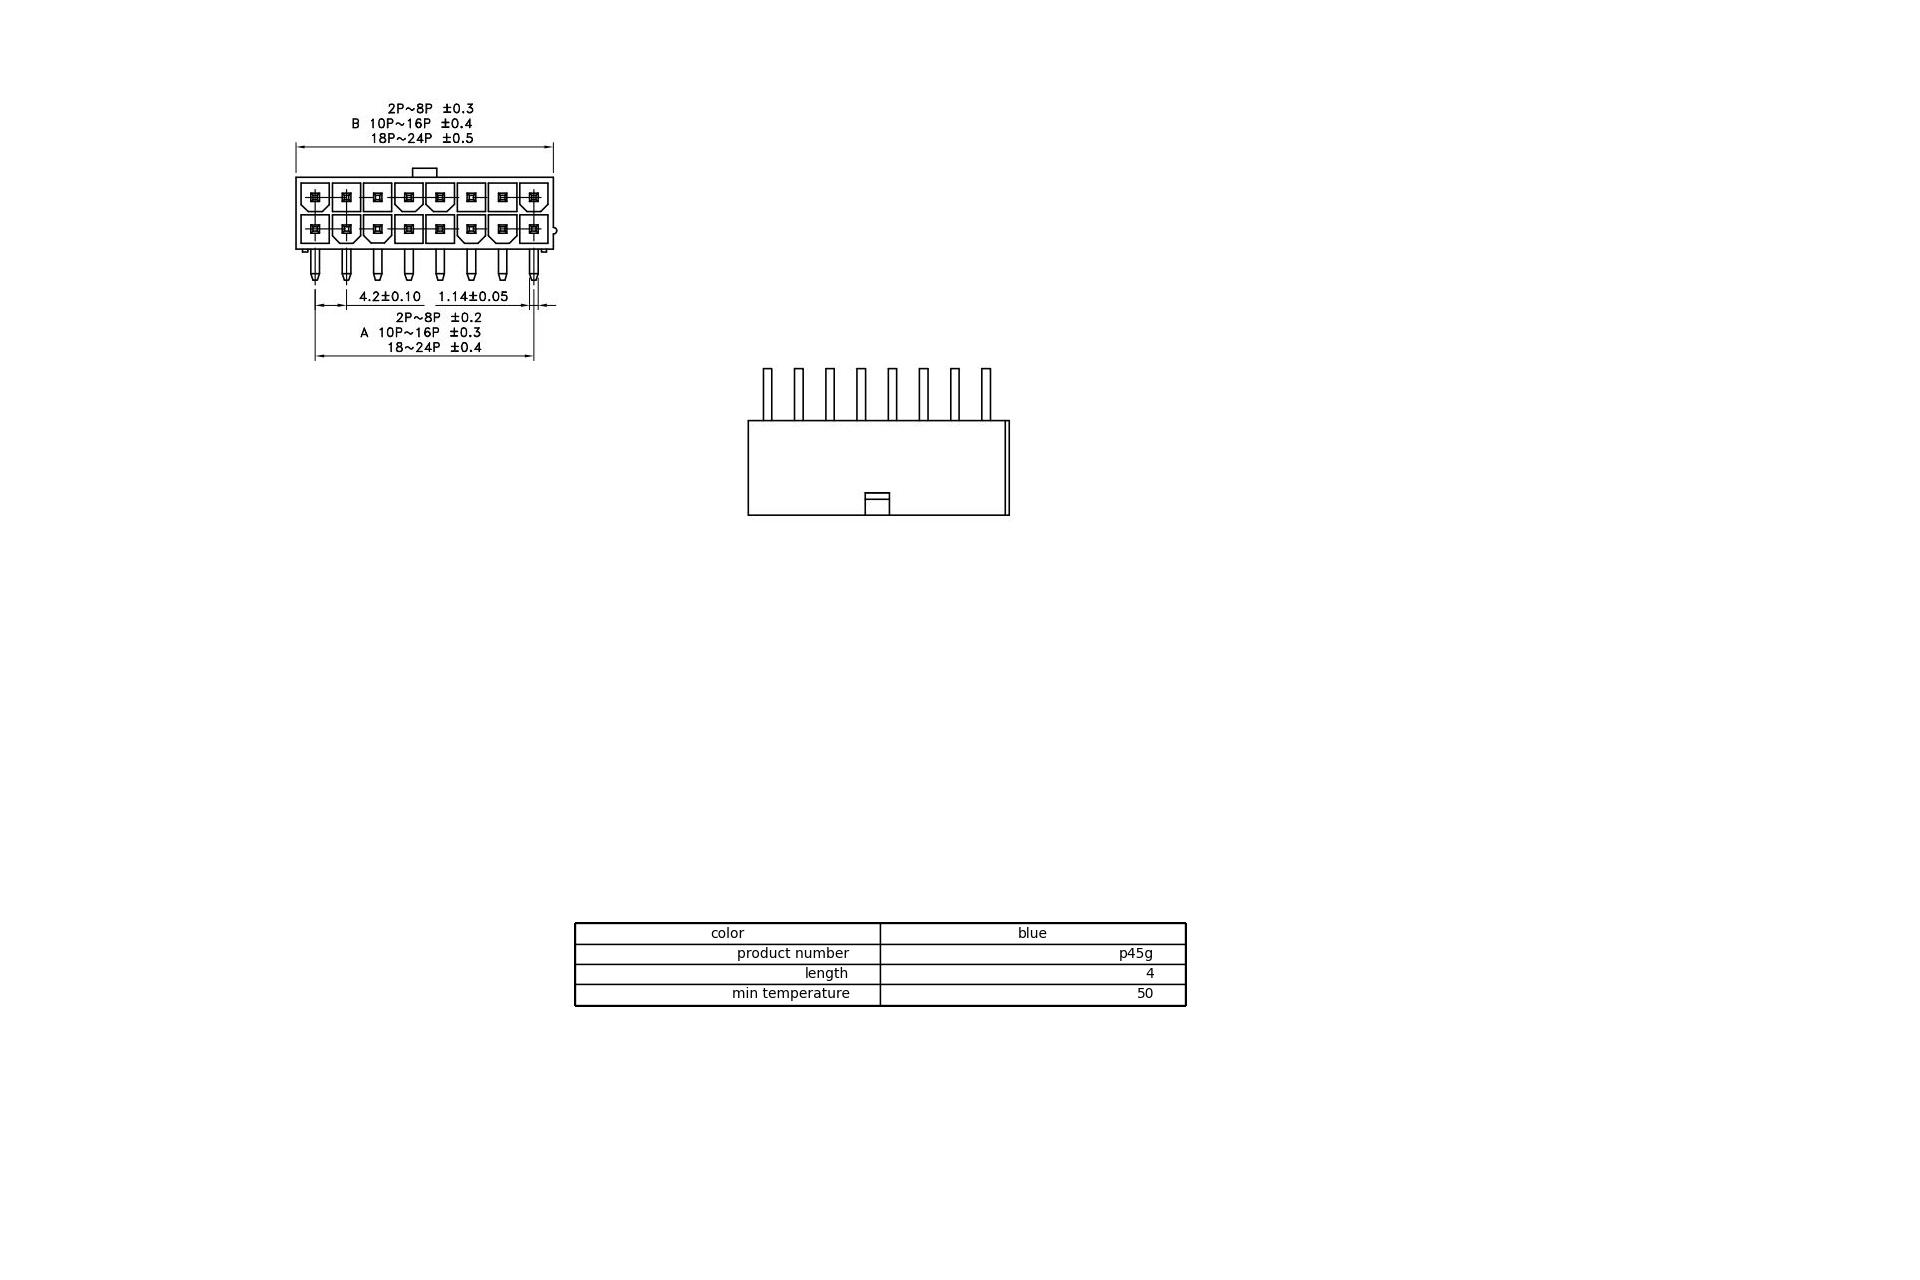 2P~8P ±0.3
B 10P~16P ±0.4
18P~24P ±0.5
4.2±0.10 1.14±0.05
2P~8P ±0.2
A 10P~16P ±0.3
18~24P ±0.4
color blue
product number p45g
length 4
min temperature 50